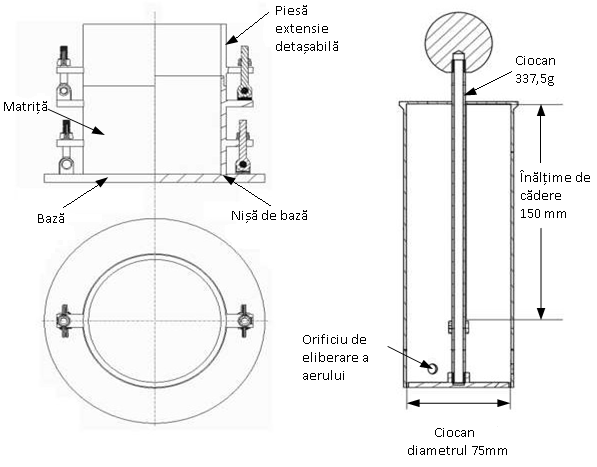 Piesă
extensie
detașabilă
Matriță
Bază
Nișă de bază
Ciocan
337,5g
Înălțime de
cădere
150 mm
Orificiu de
eliberare a
aerului
Ciocan
diametrul 75mm